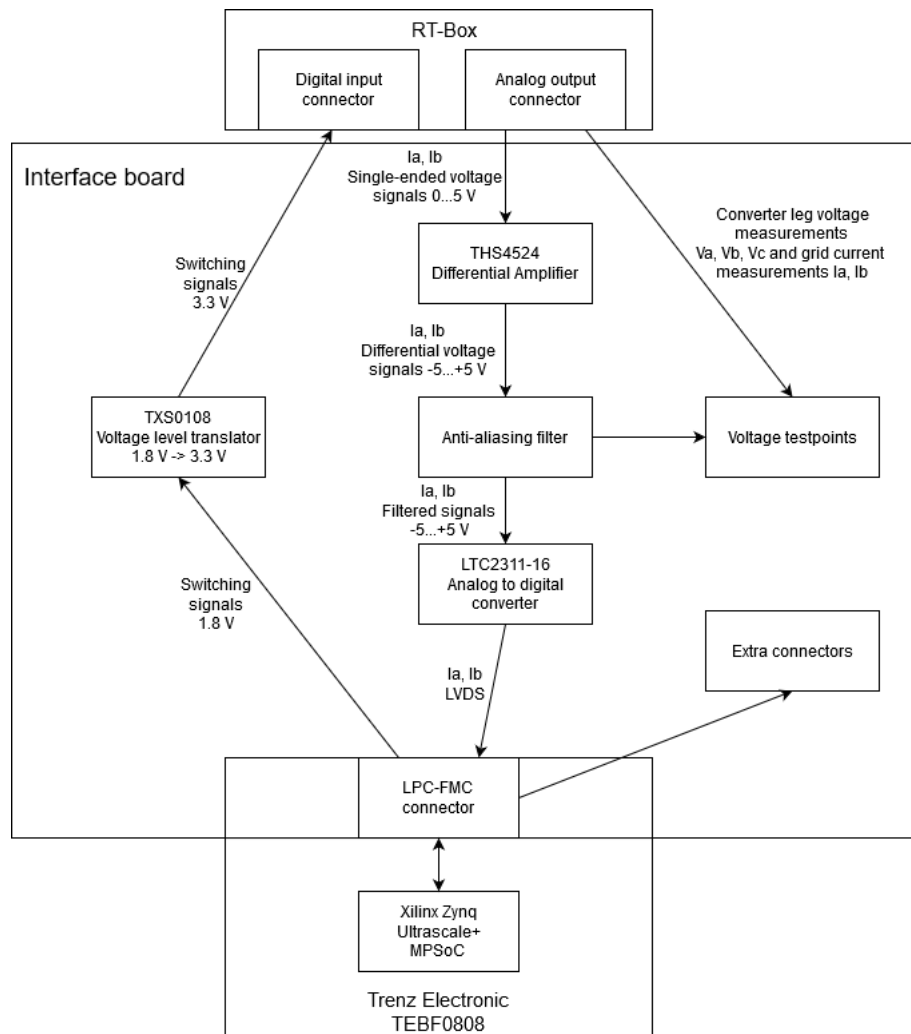 RT-Box
Digital input
connector
Analog output
connector
Interface board
Ia, Ib
Single-ended voltage
signals 0...5 V
Converter leg voltage
measurements
Va, Vb, Vc and grid current
measurements Ia, Ib
THS4524
Differential Amplifier
Switching
signals
3.3 V
Ia, Ib
Differential voltage
signals -5...+5 V
TXS0108
Voltage level translator
1.8 V -> 3.3 V
Anti-aliasing filter
Voltage testpoints
Ia, Ib
Filtered signals
-5...+5 V
LTC2311-16
Analog to digital
converter
Switching
signals
1.8 V
Extra connectors
Ia, Ib
LVDS
LPC-FMC
connector
Xilinx Zynq
Ultrascale+
MPSoC
Trenz Electronic
TEBF0808